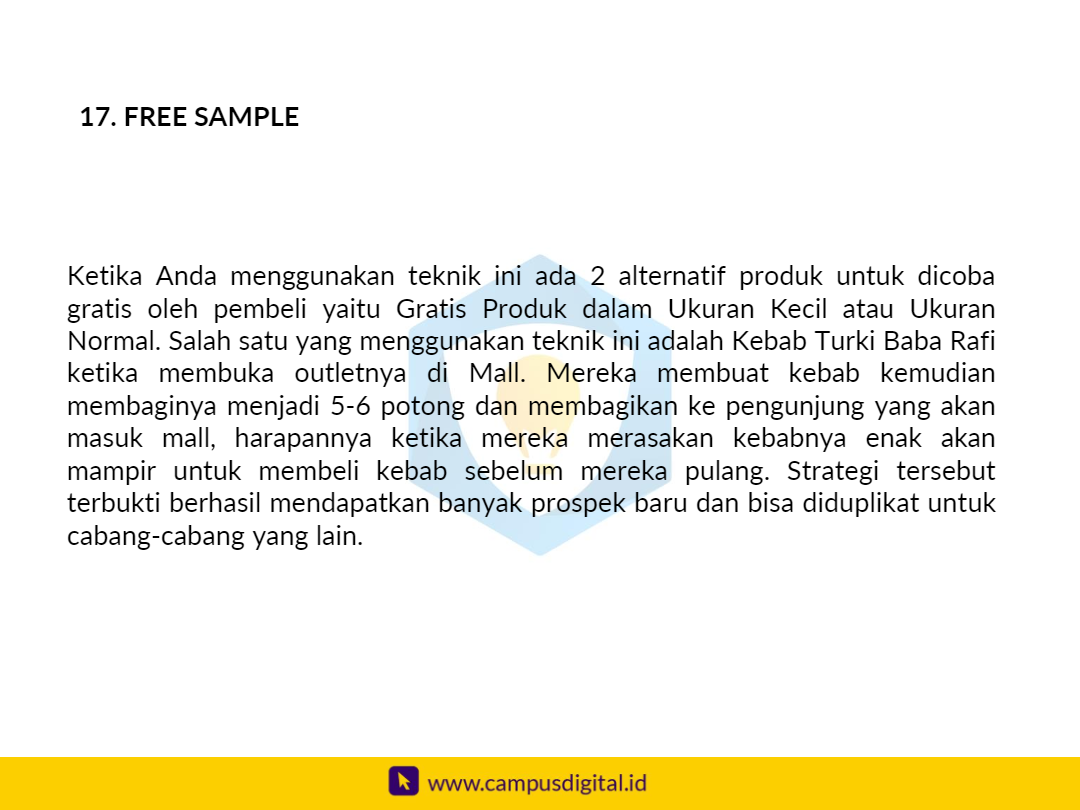 17. FREE SAMPLE
Ketika Anda menggunakan teknik ini ada 2 alternatif produk untuk dicoba
gratis oleh pembeli yaitu Gratis Produk dalam Ukuran Kecil atau Ukuran
Normal. Salah satu yang menggunakan teknik ini adalah Kebab Turki Baba Rafi
ketika membuka outletnya di Mall. Mereka membuat kebab kemudian
membaginya menjadi 5-6 potong dan membagikan ke pengunjung yang akan
masuk mall, harapannya ketika mereka merasakan kebabnya enak akan
mampir untuk membeli kebab sebelum mereka pulang. Strategi tersebut
terbukti berhasil mendapatkan banyak prospek baru dan bisa diduplikat untuk
cabang-cabang yang lain.
www.campusdigital.id